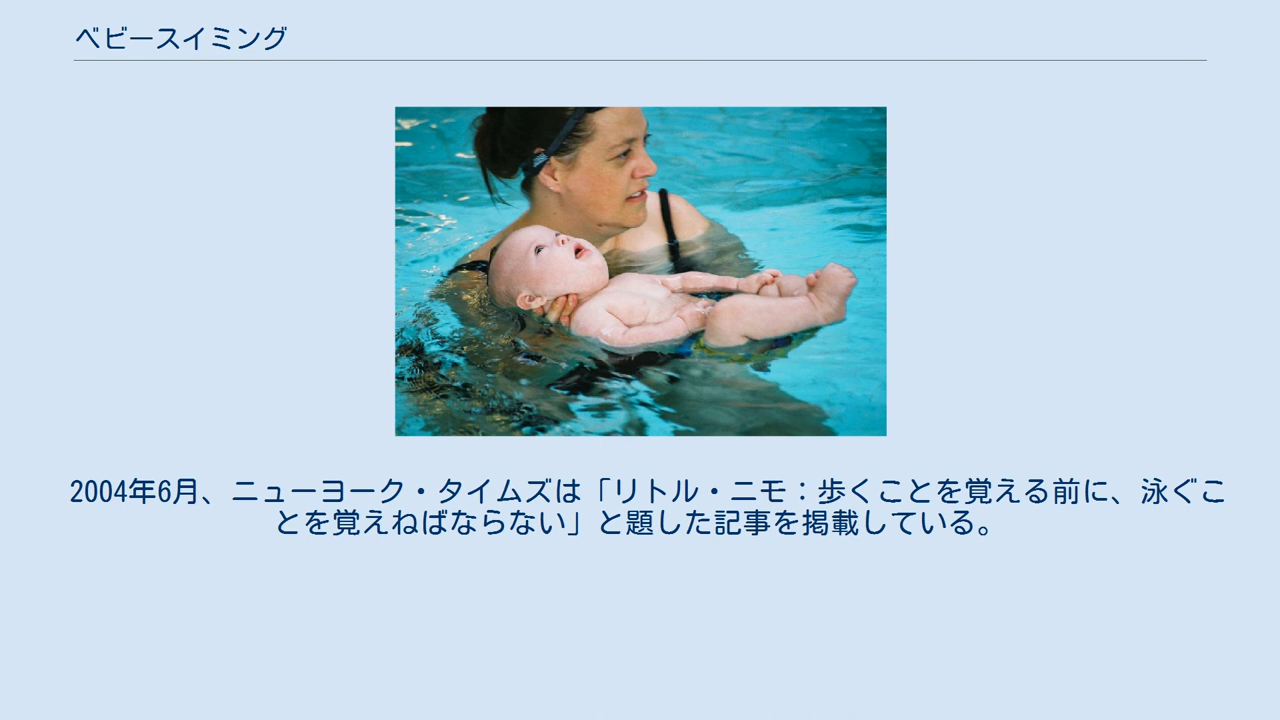 ベビースイミング
2004年6月、ニューヨーク・タイムズは「リトル・ニモ：歩くことを覚える前に、泳ぐこ
とを覚えねばならない」と題した記事を掲載している。